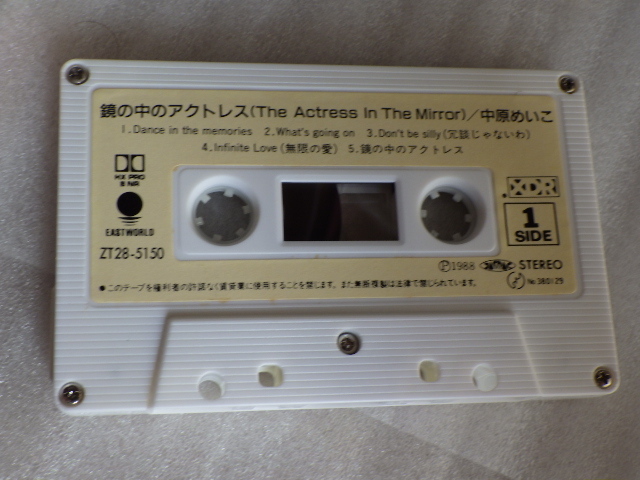 鏡の中のアクトレス(The Actress In The Mirror)/中原めいこ
1.Dance in the memories 2.What's going on 3.Don't be silly(冗談じゃないわ)
4.Infinite Love(無限の愛) 5.鏡の中のアクトレス
HX PRO
B NR
XDR
EASTWORLD
1
SIDE
ZT28-5150
Ⓟ1988 STEREO
●このテープを権利者の許諾なく賃貸業に使用することを禁じます。また無断複製は法律で禁じられています。
No.380129